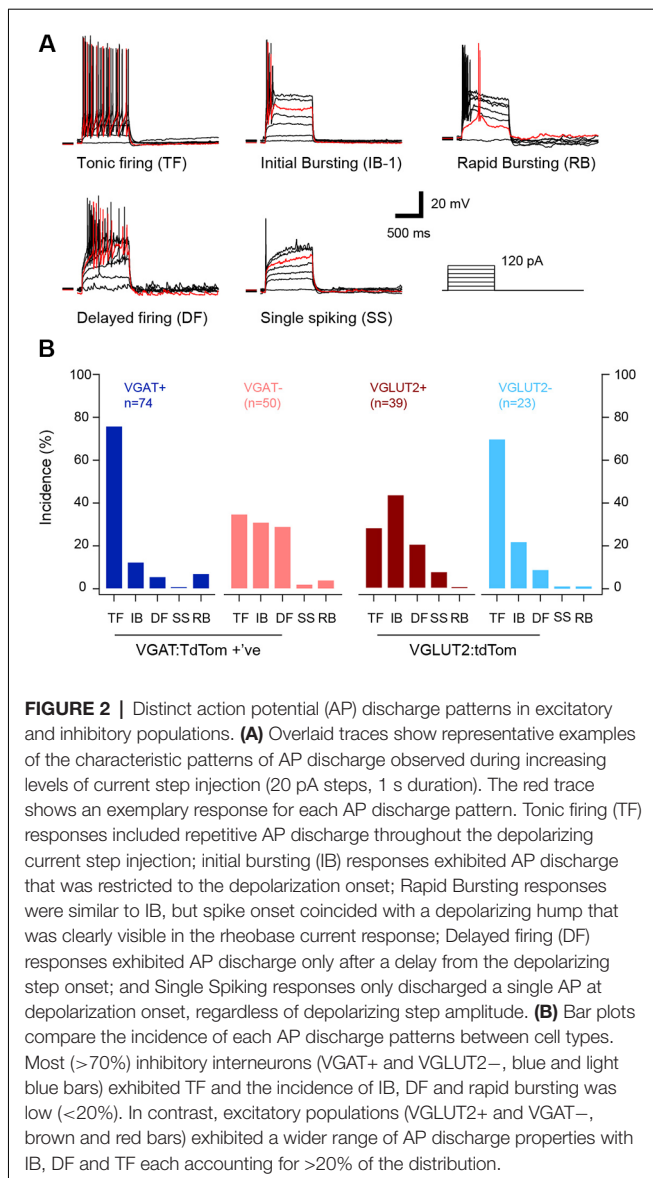 A
Tonic firing (TF)
Initial Bursting (IB-1)
Rapid Bursting (RB)
20 mV
500 ms
120 pA
Delayed firing (DF)
Single spiking (SS)
B
100
80
60
40
20
0
Incidence (%)
VGAT+
n=74
VGAT-
(n=50)
VGLUT2+
(n=39)
VGLUT2-
(n=23)
100
80
60
40
20
0
TF IB DF SS RB
TF IB DF SS RB
TF IB DF SS RB
TF IB DF SS RB
VGAT:TdTom +'ve
VGLUT2:tdTom
FIGURE 2 | Distinct action potential (AP) discharge patterns in excitatory
and inhibitory populations. (A) Overlaid traces show representative examples
of the characteristic patterns of AP discharge observed during increasing
levels of current step injection (20 pA steps, 1 s duration). The red trace
shows an exemplary response for each AP discharge pattern. Tonic firing (TF)
responses included repetitive AP discharge throughout the depolarizing
current step injection; initial bursting (IB) responses exhibited AP discharge
that was restricted to the depolarization onset; Rapid Bursting responses
were similar to IB, but spike onset coincided with a depolarizing hump that
was clearly visible in the rheobase current response; Delayed firing (DF)
responses exhibited AP discharge only after a delay from the depolarizing
step onset; and Single Spiking responses only discharged a single AP at
depolarization onset, regardless of depolarizing step amplitude. (B) Bar plots
compare the incidence of each AP discharge patterns between cell types.
Most (>70%) inhibitory interneurons (VGAT+ and VGLUT2−, blue and light
blue bars) exhibited TF and the incidence of IB, DF and rapid bursting was
low (<20%). In contrast, excitatory populations (VGLUT2+ and VGAT−,
brown and red bars) exhibited a wider range of AP discharge properties with
IB, DF and TF each accounting for >20% of the distribution.